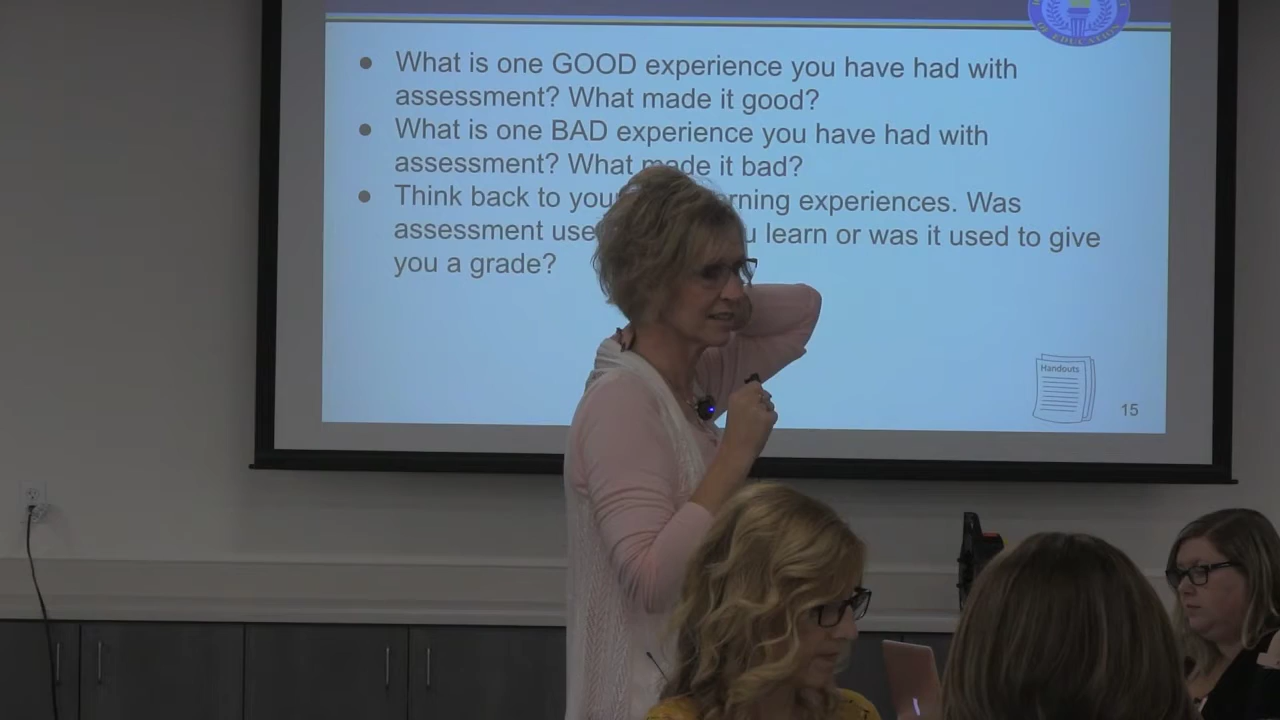 OF EDUCATION
What is one GOOD experience you have had with
assessment? What made it good?
What is one BAD experience you have had with
assessment? What made it bad?
Think back to experiences. Was
assessment learn or was it used to give
you a grade?
Handouts
15